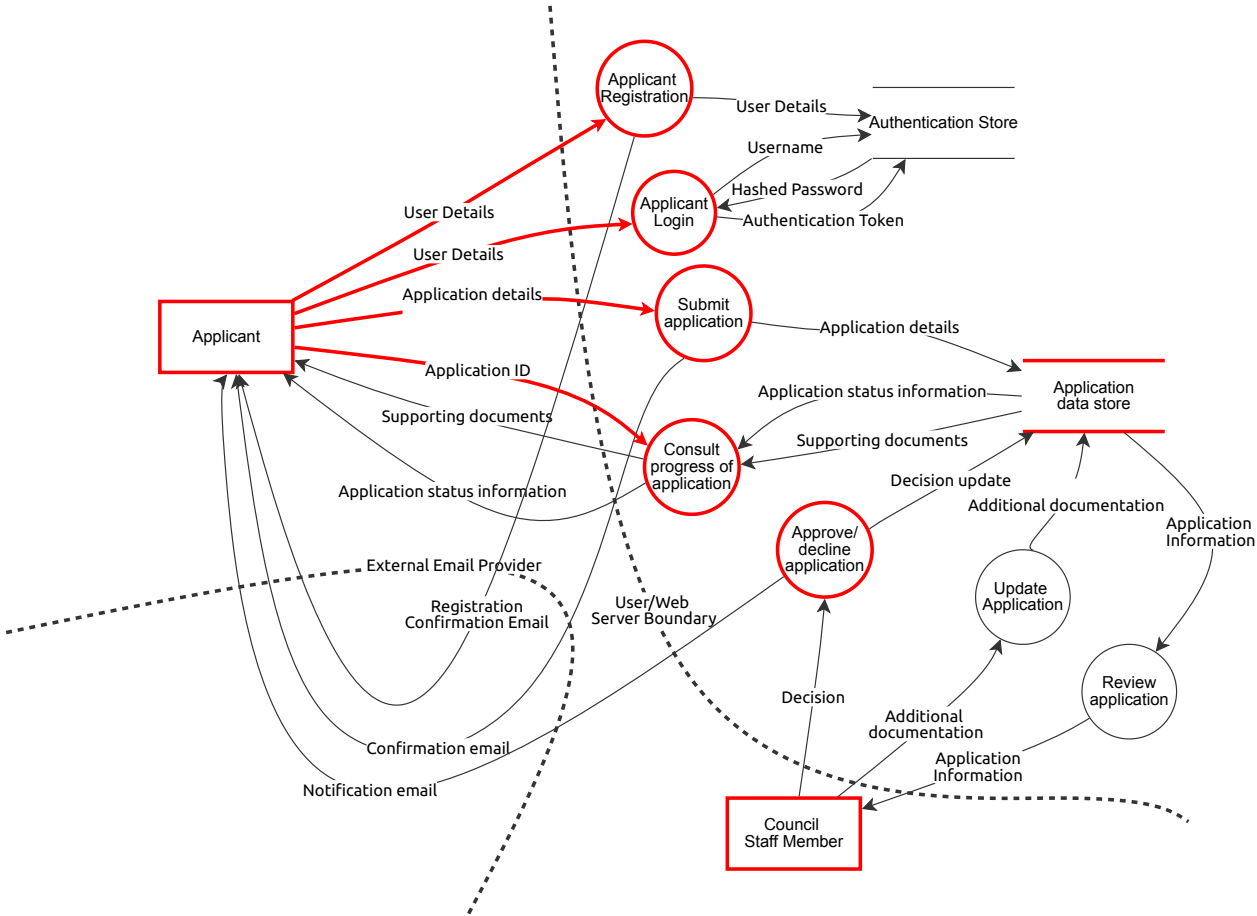 Applicant
Registration
User Details
Authentication Store
Username
Hashed Password
Applicant
Login
Authentication Token
User Details
User Details
Application details
Submit
application
Application details
Applicant
Application ID
Application status information
Application
data store
Supporting documents
Supporting documents
Consult
progress of
application
Decision update
Application status information
Additional documentation
Application
Information
Approve/
decline
application
External Email Provider
Update
Application
Registration
Confirmation Email
User/Web
Server Boundary
Review
application
Decision
Additional
documentation
Confirmation email
Application
Information
Notification email
Council
Staff Member